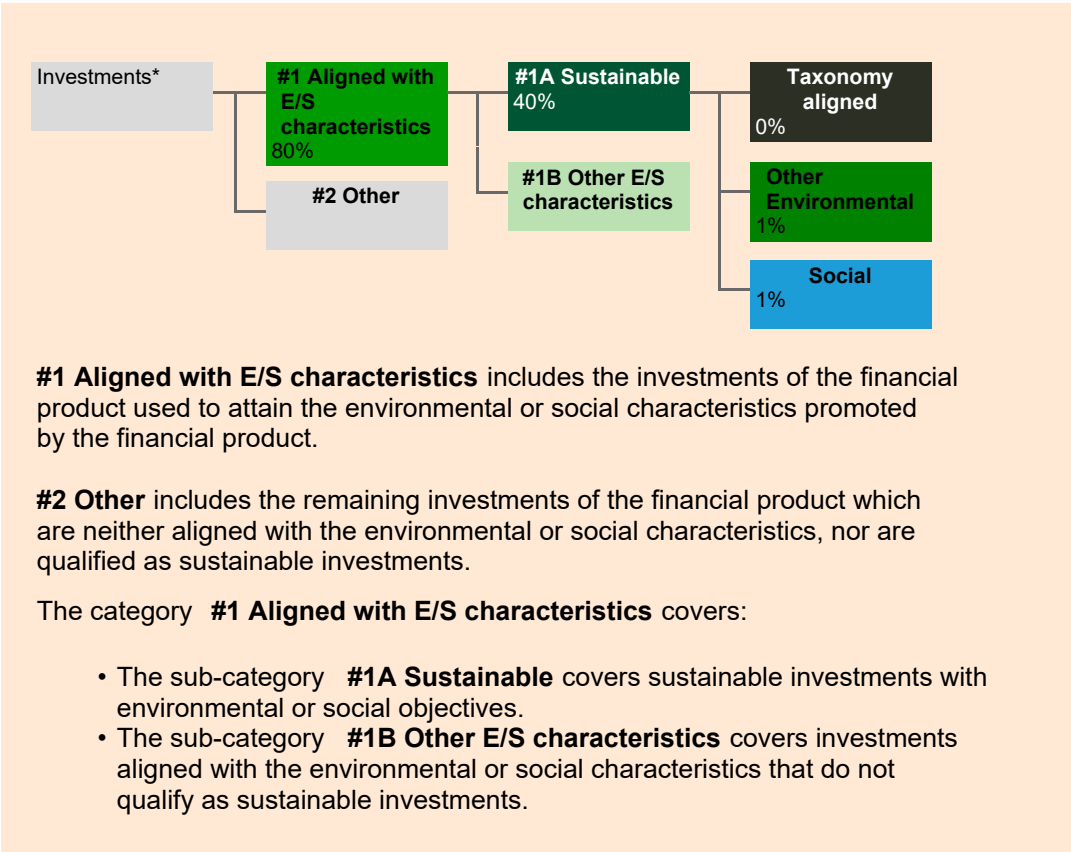 Investments*
#1 Aligned with
E/S
characteristics
80%
#2 Other
#1A Sustainable
40%
#1B Other E/S
characteristics
Taxonomy
aligned
0%
Other
Environmental
1%
Social
1%
#1 Aligned with E/S characteristics includes the investments of the financial
product used to attain the environmental or social characteristics promoted
by the financial product.
#2 Other includes the remaining investments of the financial product which
are neither aligned with the environmental or social characteristics, nor are
qualified as sustainable investments.
The category #1 Aligned with E/S characteristics covers:
• The sub-category #1A Sustainable covers sustainable investments with
environmental or social objectives.
• The sub-category #1B Other E/S characteristics covers investments
aligned with the environmental or social characteristics that do not
qualify as sustainable investments.